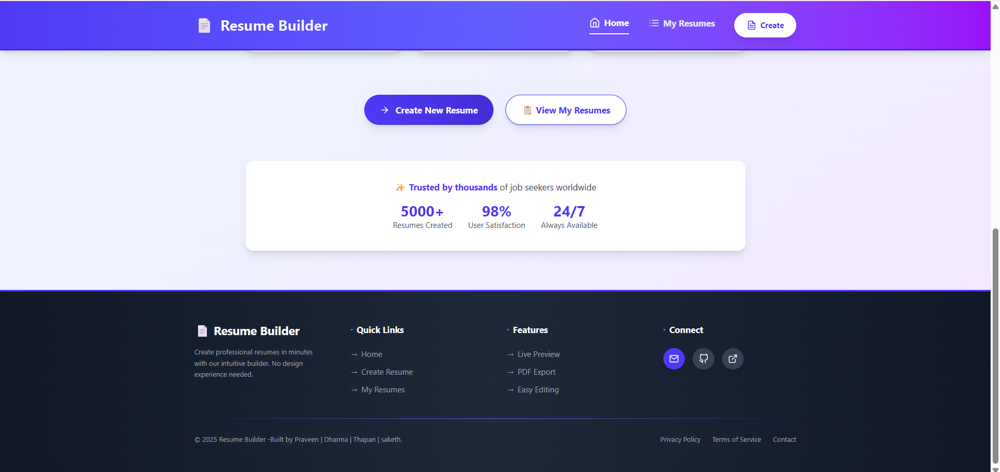 Resume Builder
Home
My Resumes
Create
Create New Resume
View My Resumes
Trusted by thousands of job seekers worldwide
5000+
Resumes Created
98%
User Satisfaction
24/7
Always Available
Resume Builder
Create professional resumes in minutes
with our intuitive builder. No design
experience needed.
Quick Links
→ Home
→ Create Resume
→ My Resumes
Features
→ Live Preview
→ PDF Export
→ Easy Editing
Connect
© 2025 Resume Builder -Built by Praveen | Dharma | Thapan | saketh.
Privacy Policy
Terms of Service
Contact